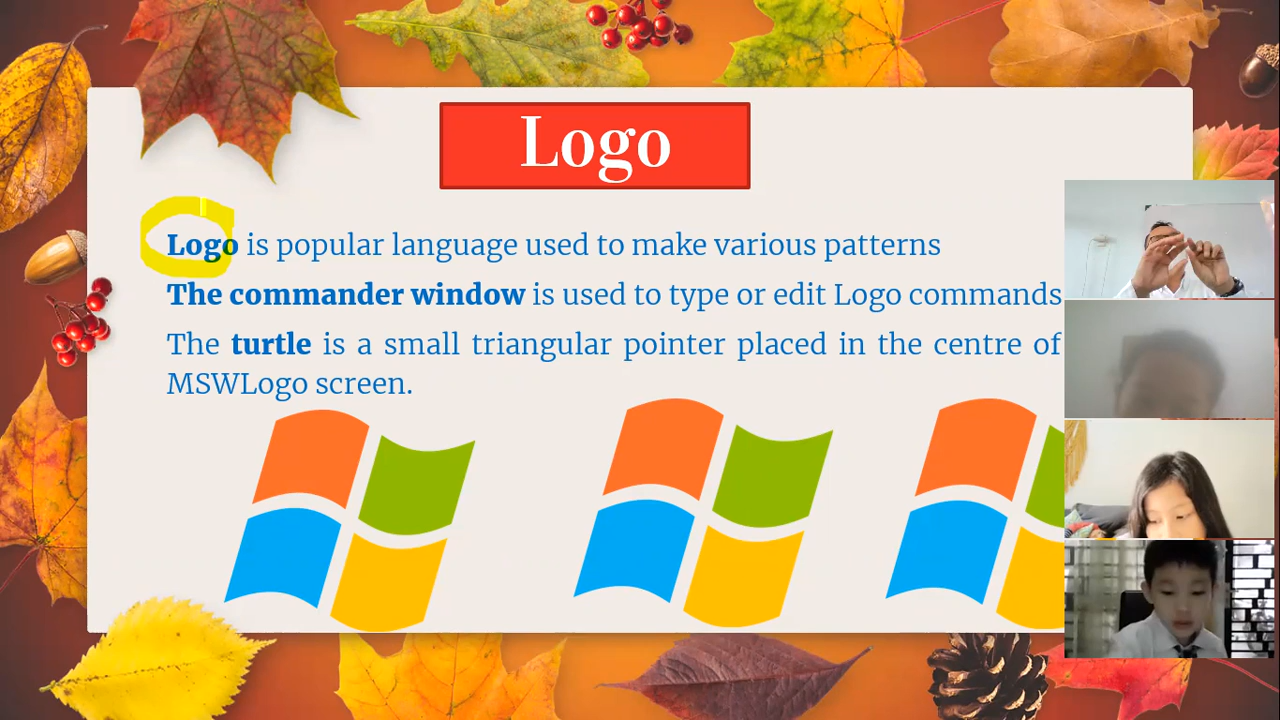 Logo
Logo is popular language used to make various patterns
The commander window is used to type or edit Logo commands
The turtle is a small triangular pointer placed in the centre of
MSWLogo screen.